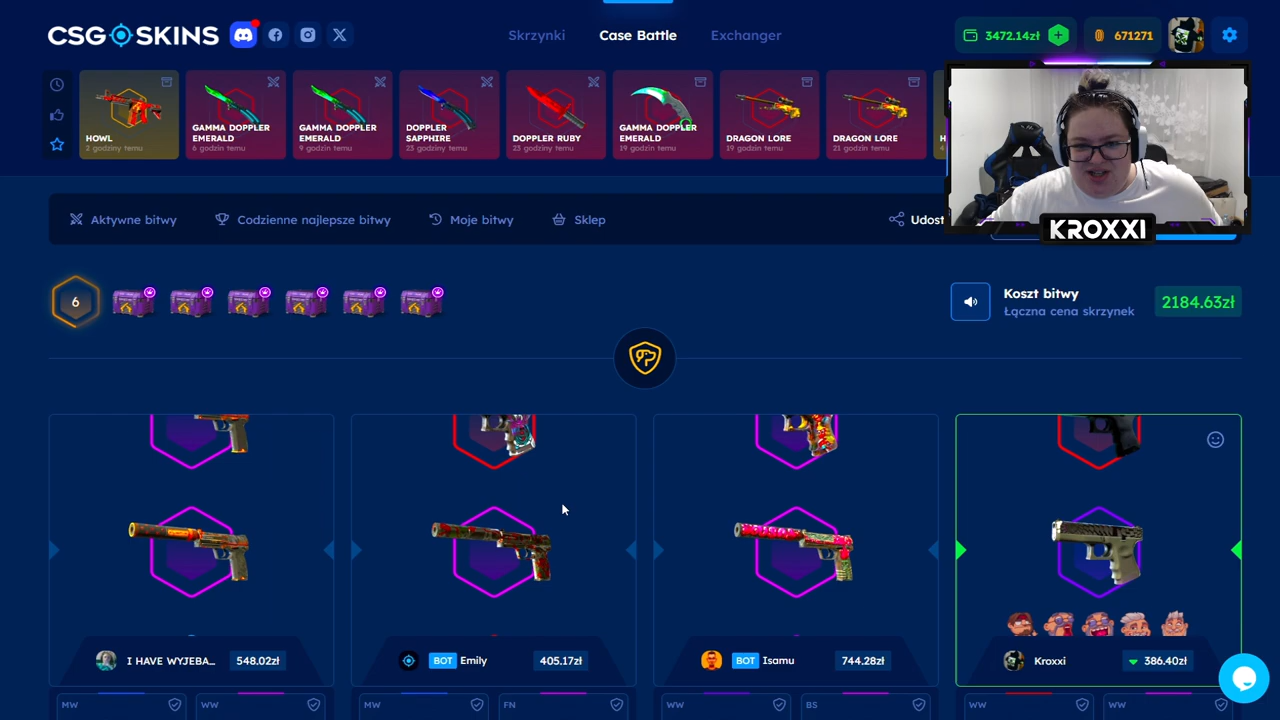 CSG SKINS
Skrzynki
Case Battle
Exchanger
3472.14zł
671271
HOWL
2 godziny temu
GAMMA DOPPLER
EMERALD
6 godzin temu
GAMMA DOPPLER
EMERALD
9 godzin temu
DOPPLER
SAPPHIRE
23 godziny temu
DOPPLER RUBY
23 godziny temu
GAMMA DOPPLER
EMERALD
19 godzin temu
DRAGON LORE
19 godzin temu
DRAGON LORE
21 godzin temu
KROXXI
Aktywne bitwy
Codzienne najlepsze bitwy
Moje bitwy
Sklep
Udost
6
Koszt bitwy
Łączna cena skrzynek
2184.63zł
I HAVE WYJEBA...
548.02zł
BOT Emily
405.17zł
BOT Isamu
744.28zł
Kroxxi
386.40zł
MW
WW
MW
FN
WW
BS
WW
WW